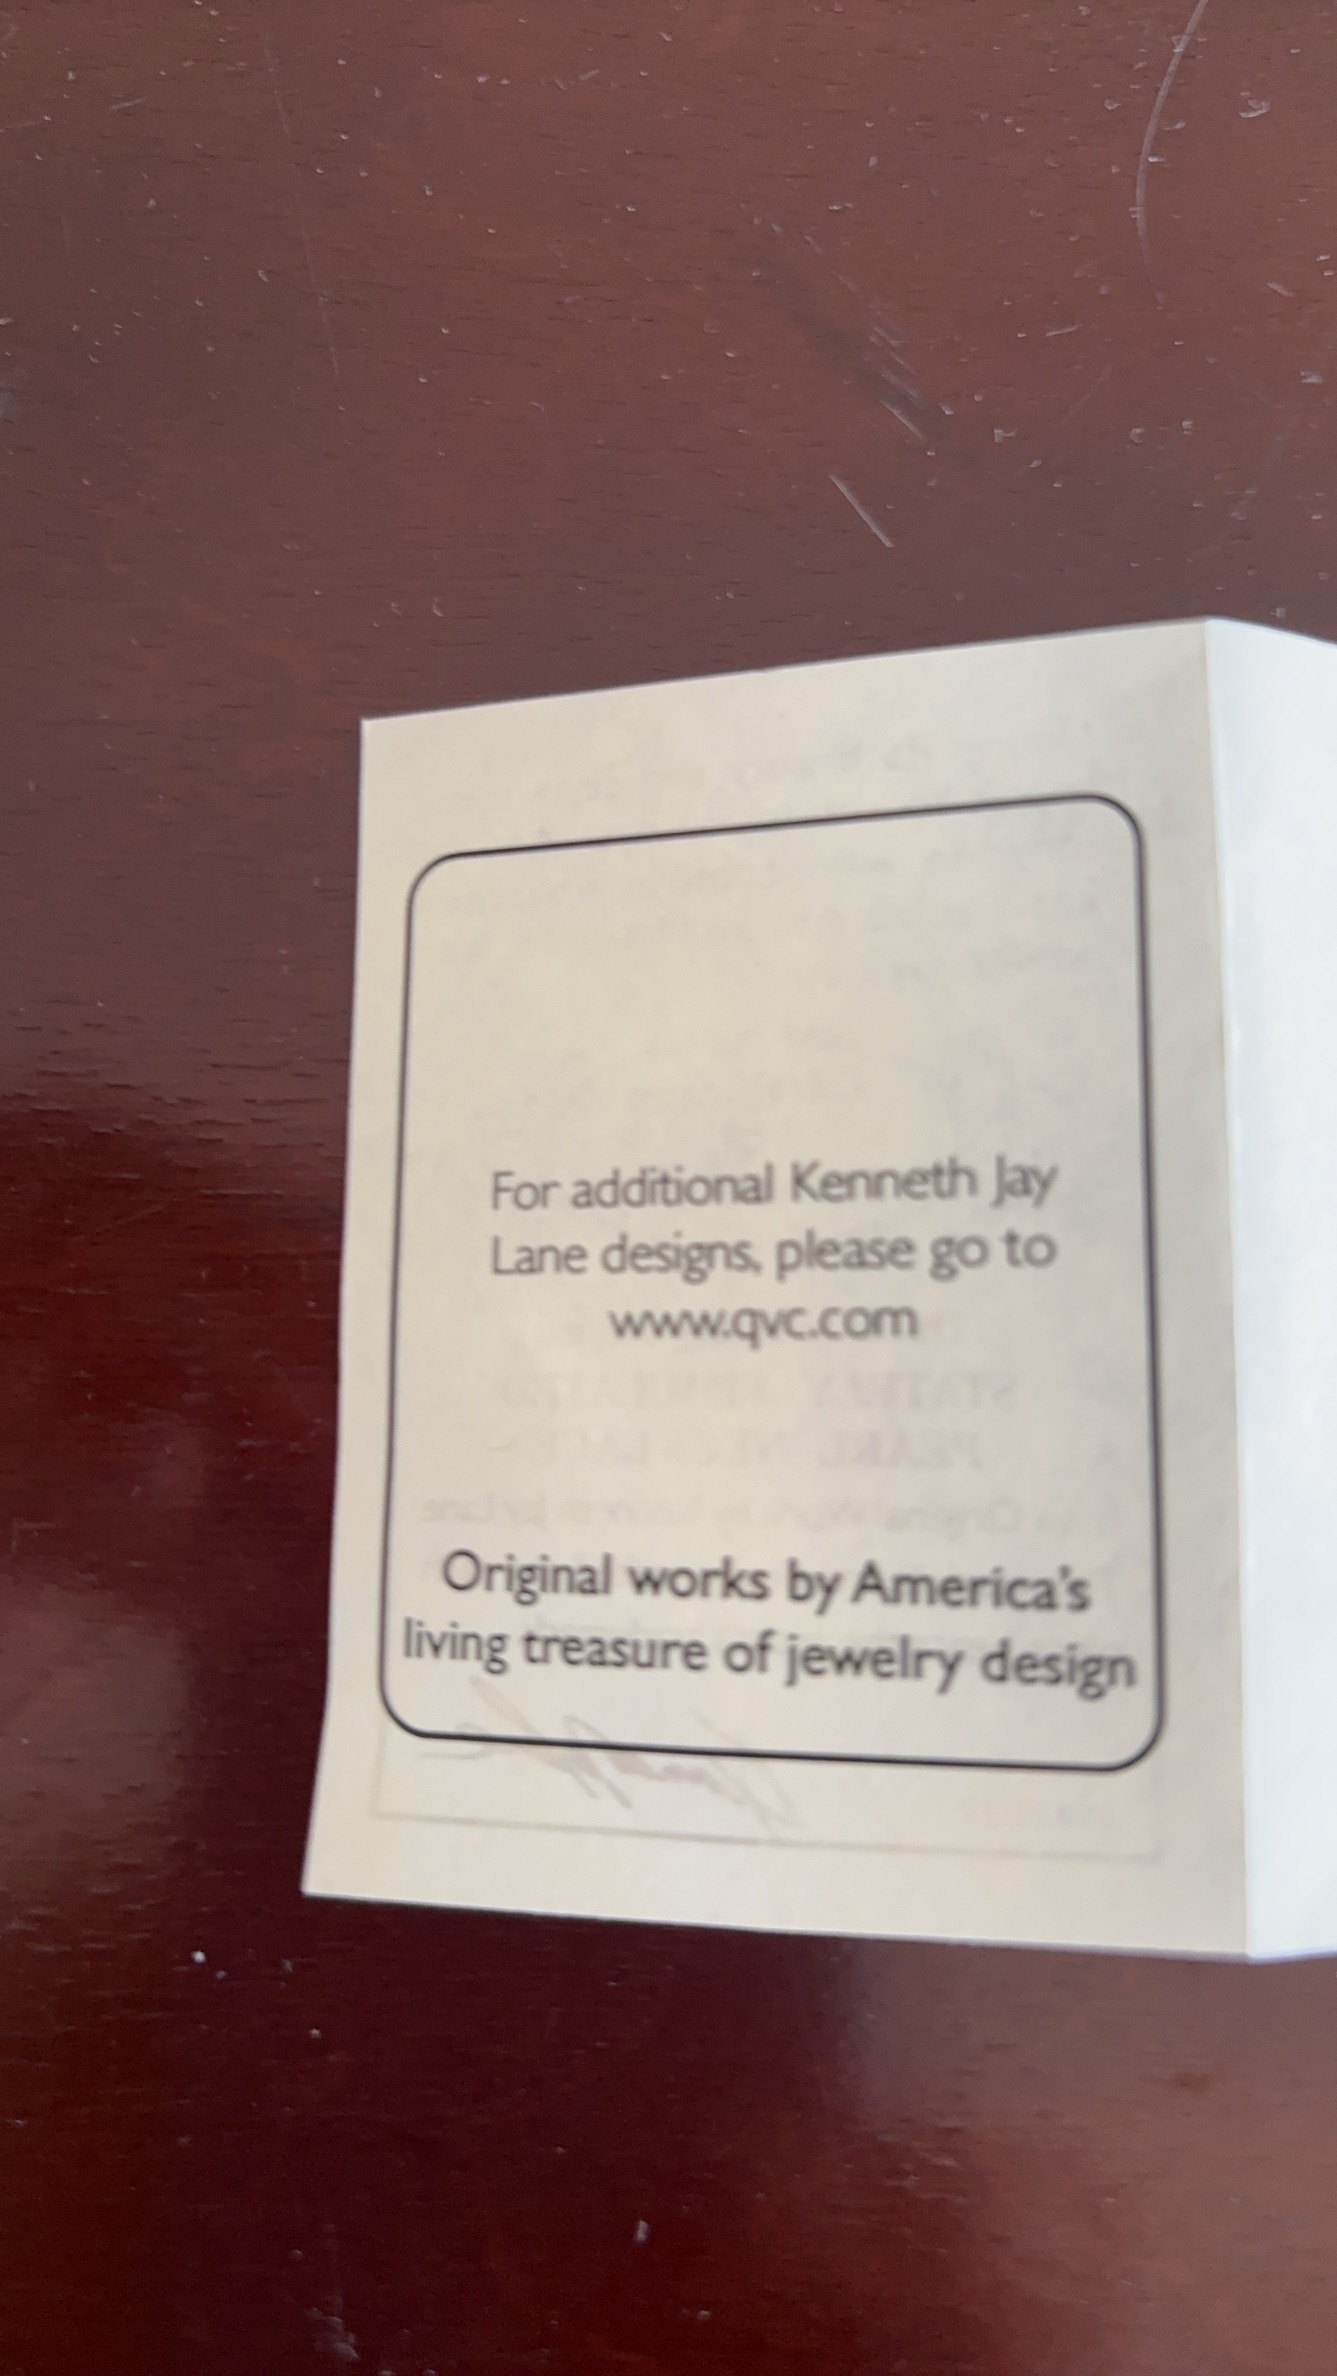 For additional Kenneth Jay
Lane designs, please go to
www.qvc.com
Original works by America's
living treasure of jewelry design